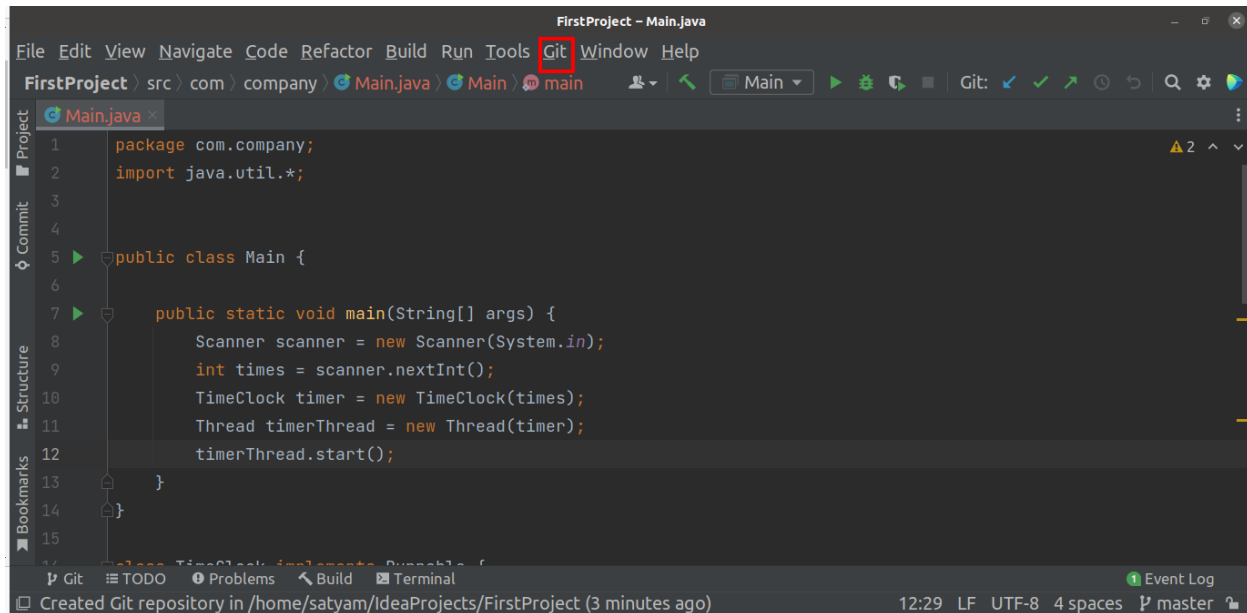 FirstProject – Main.java
File Edit View Navigate Code Refactor Build Run Tools Git Window Help
FirstProject src com company Main.java Main main Main Git:
Main.java
Project
Commit
Structure
Bookmarks
2
1 package com.company;
2 import java.util.*;
3
4
5 public class Main {
6
7 public static void main(String[] args) {
8 Scanner scanner = new Scanner(System.in);
9 int times = scanner.nextInt();
10 TimeClock timer = new TimeClock(times);
11 Thread timerThread = new Thread(timer);
12 timerThread.start();
13 }
14 }
15
class TimeClock implements Runnable {
Git TODO Problems Build Terminal 1 Event Log
Created Git repository in /home/satyam/IdeaProjects/FirstProject (3 minutes ago) 12:29 LF UTF-8 4 spaces master